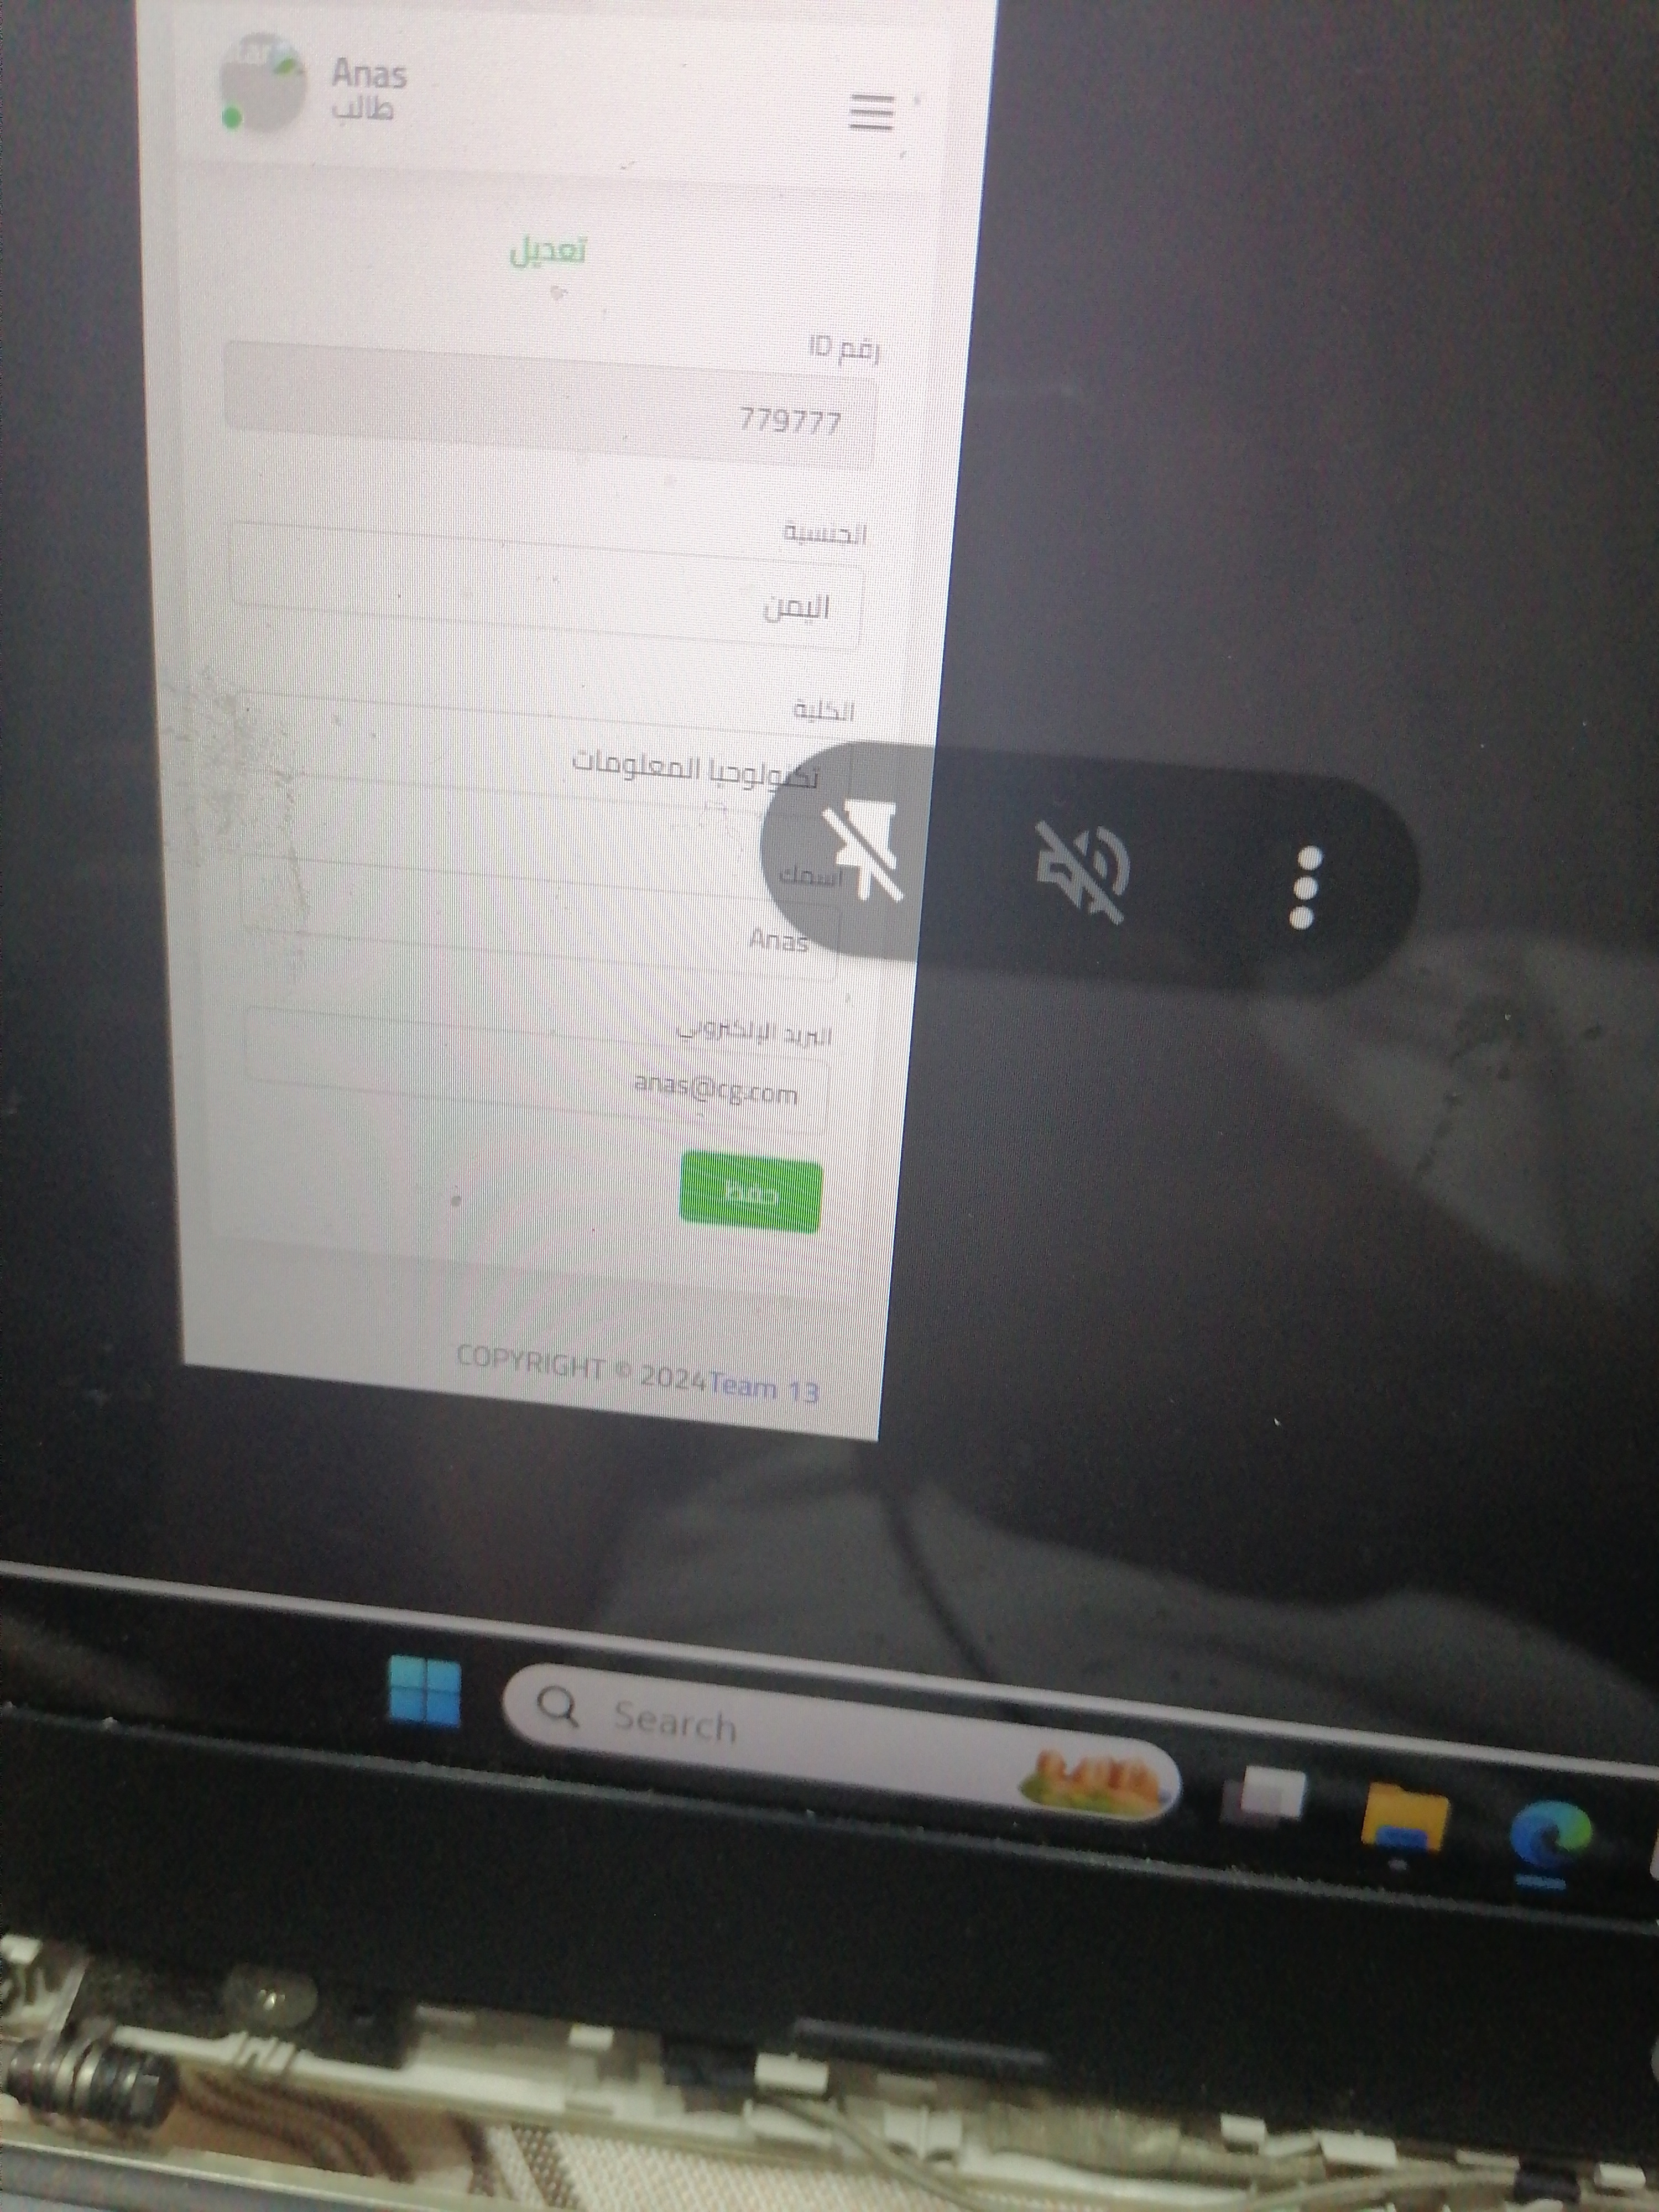 Anas
طالب
تعديل
رقم ID
779777
الجنسية
اليمن
الكلية
تكنولوجيا المعلومات
اسمك
Anas
البريد الإلكتروني
anas@cg.com
حفظ
COPYRIGHT © 2024Team 13
Search